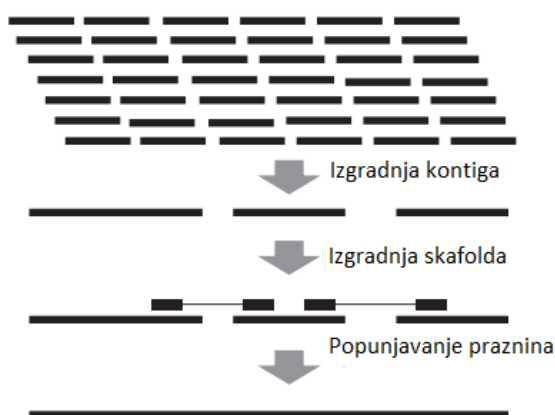 Izgradnja kontiga
Izgradnja skafolda
Popunjavanje praznina